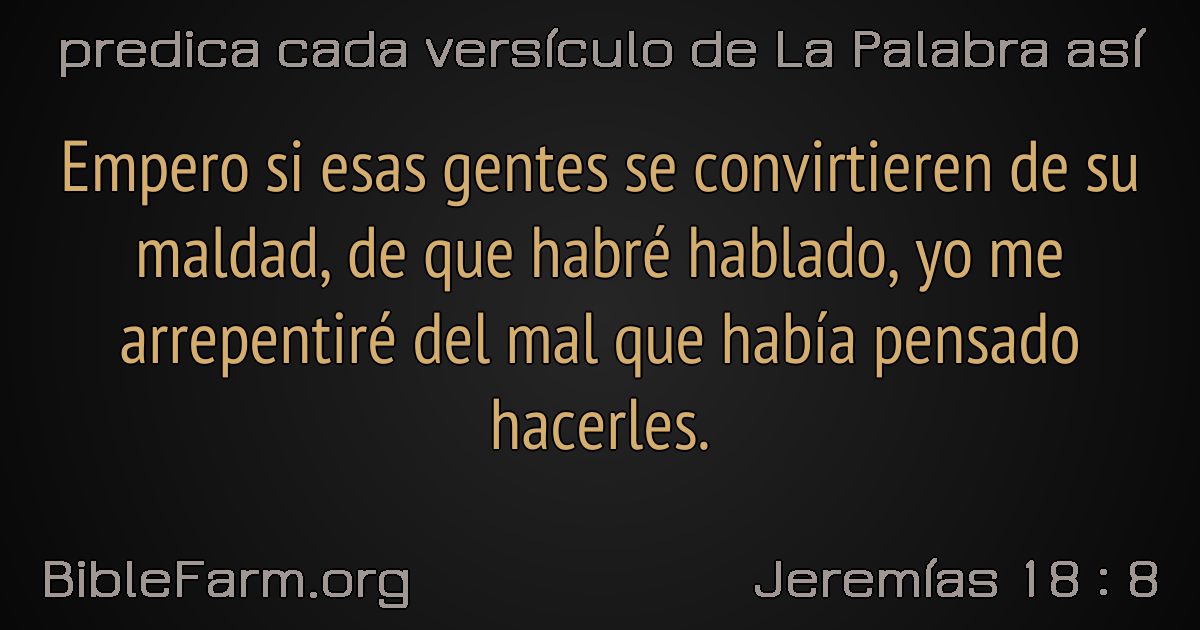 predica cada versículo de La Palabra así
Empero si esas gentes se convirtieren de su
maldad, de que habré hablado, yo me
arrepentiré del mal que había pensado
hacerles.
BibleFarm.org
Jeremías 18 : 8